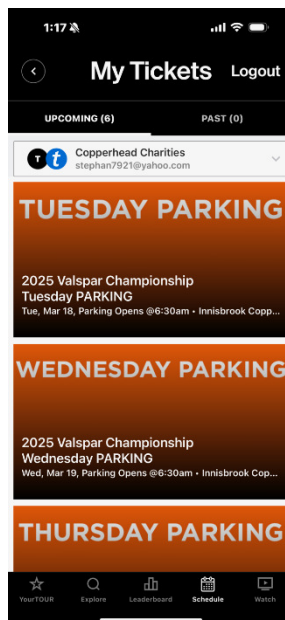 1:17
My Tickets
Logout
UPCOMING (6)
PAST (0)
T t
Copperhead Charities
stephan7921@yahoo.com
TUESDAY PARKING
2025 Valspar Championship
Tuesday PARKING
Tue, Mar 18, Parking Opens @6:30am • Innisbrook Copp...
WEDNESDAY PARKING
2025 Valspar Championship
Wednesday PARKING
Wed, Mar 19, Parking Opens @6:30am • Innisbrook Cop...
THURSDAY PARKING
YourTOUR
Explore
Leaderboard
Schedule
Watch